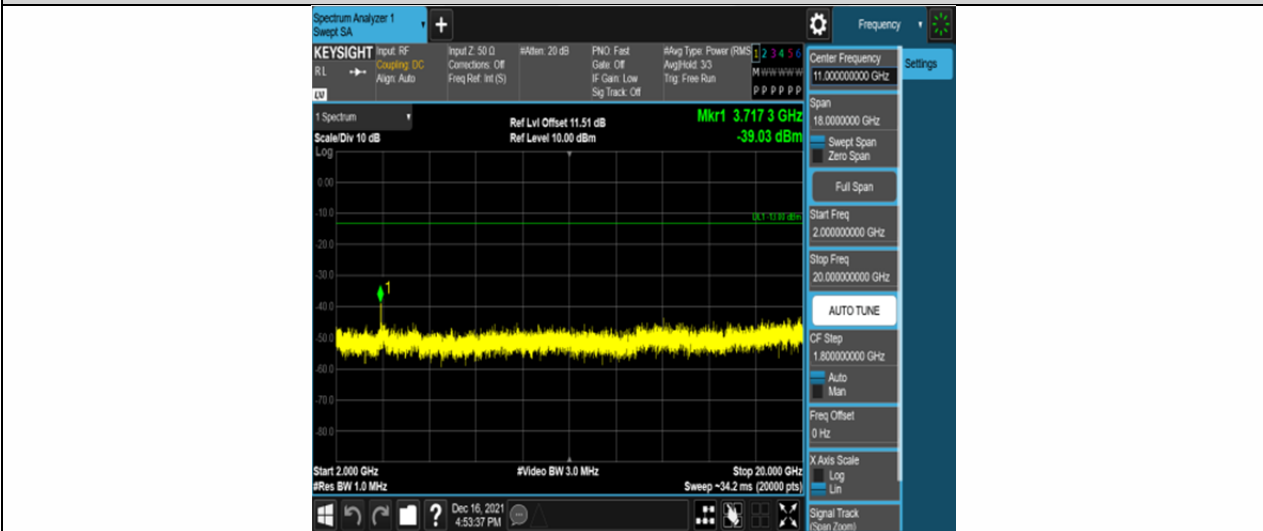 Spectrum Analyzer 1
Swept SA
+
Frequency
KEYSIGHT
RL
LV
Input: RF
Coupling: DC
Align: Auto
Input Z: 50 Ω
Corrections: Off
Freq Ref: Int (S)
#Atten: 20 dB
PNO: Fast
Gate: Off
IF Gain: Low
Sig Track: Off
#Avg Type: Power (RMS
Avg|Hold: 3/3
Trig: Free Run
1 2 3 4 5 6
M W W W W W
P P P P P P
1 Spectrum
Scale/Div 10 dB
Log
Ref Lvl Offset 11.51 dB
Ref Level 10.00 dBm
Mkr1 3.717 3 GHz
-39.03 dBm
0.00
-10.0
DL1 -13.00 dBm
-20.0
-30.0
1
-40.0
-50.0
-60.0
-70.0
-80.0
Start 2.000 GHz
#Res BW 1.0 MHz
#Video BW 3.0 MHz
Stop 20.000 GHz
Sweep ~34.2 ms (20000 pts)
?
Dec 16, 2021
4:53:37 PM
Center Frequency
11.000000000 GHz
Settings
Span
18.0000000 GHz
Swept Span
Zero Span
Full Span
Start Freq
2.000000000 GHz
Stop Freq
20.000000000 GHz
AUTO TUNE
CF Step
1.800000000 GHz
Auto
Man
Freq Offset
0 Hz
X Axis Scale
Log
Lin
Signal Track
(Span Zoom)